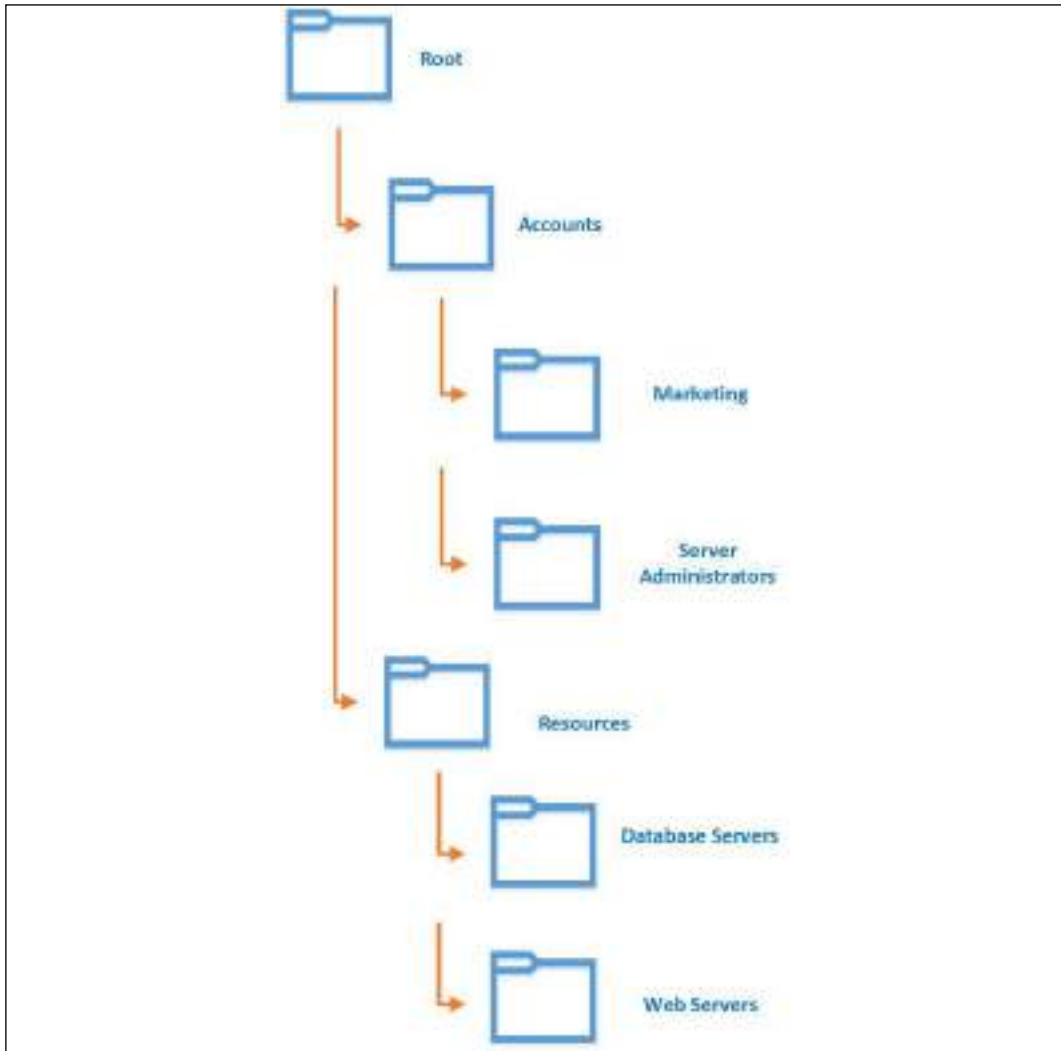 Root
Accounts
Marketing
Server
Administrators
Resources
Database Servers
Web Servers